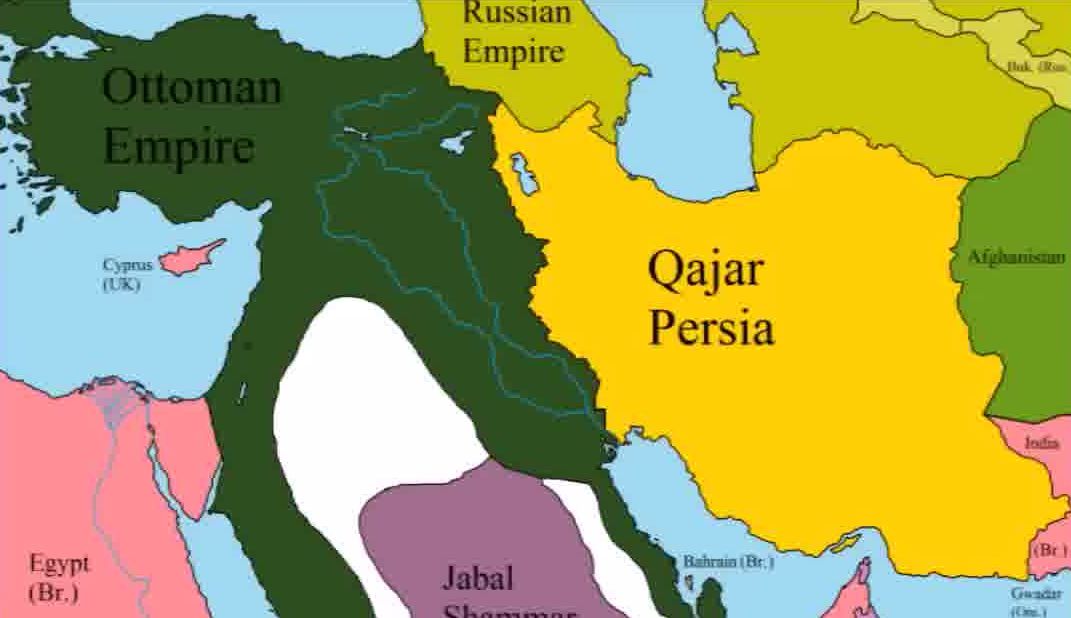 Russian
Empire
Buk. (Rus.
Ottoman
Empire
Cyprus
(UK)
Qajar
Persia
Afghanistan
India
(Br.)
Egypt
(Br.)
Jabal
Shammar
Bahrain (Br.)
Gwadar
(Om.)